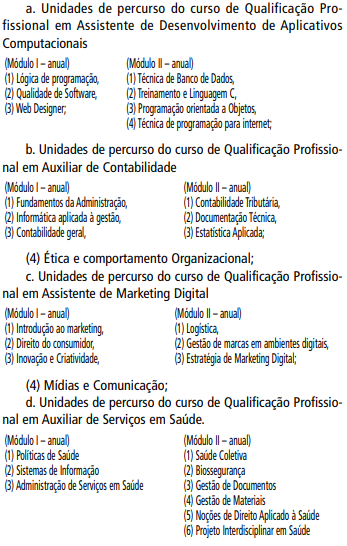 a. Unidades de percurso do curso de Qualificação Pro-
fissional em Assistente de Desenvolvimento de Aplicativos
Computacionais
(Módulo I – anual)
(1) Lógica de programação,
(2) Qualidade de Software,
(3) Web Designer;
(Módulo II – anual)
(1) Técnica de Banco de Dados,
(2) Treinamento e Linguagem C,
(3) Programação orientada a Objetos,
(4) Técnica de programação para internet;
b. Unidades de percurso do curso de Qualificação Profissio-
nal em Auxiliar de Contabilidade
(Módulo I – anual)
(1) Fundamentos da Administração,
(2) Informática aplicada à gestão,
(3) Contabilidade geral,
(Módulo II – anual)
(1) Contabilidade Tributária,
(2) Documentação Técnica,
(3) Estatística Aplicada;
(4) Ética e comportamento Organizacional;
c. Unidades de percurso do curso de Qualificação Profissio-
nal em Assistente de Marketing Digital
(Módulo I – anual)
(1) Introdução ao marketing,
(2) Direito do consumidor,
(3) Inovação e Criatividade,
(Módulo II – anual)
(1) Logística,
(2) Gestão de marcas em ambientes digitais,
(3) Estratégia de Marketing Digital;
(4) Mídias e Comunicação;
d. Unidades de percurso do curso de Qualificação Profissio-
nal em Auxiliar de Serviços em Saúde.
(Módulo I – anual)
(1) Políticas de Saúde
(2) Sistemas de Informação
(3) Administração de Serviços em Saúde
(Módulo II – anual)
(1) Saúde Coletiva
(2) Biossegurança
(3) Gestão de Documentos
(4) Gestão de Materiais
(5) Noções de Direito Aplicado à Saúde
(6) Projeto Interdisciplinar em Saúde